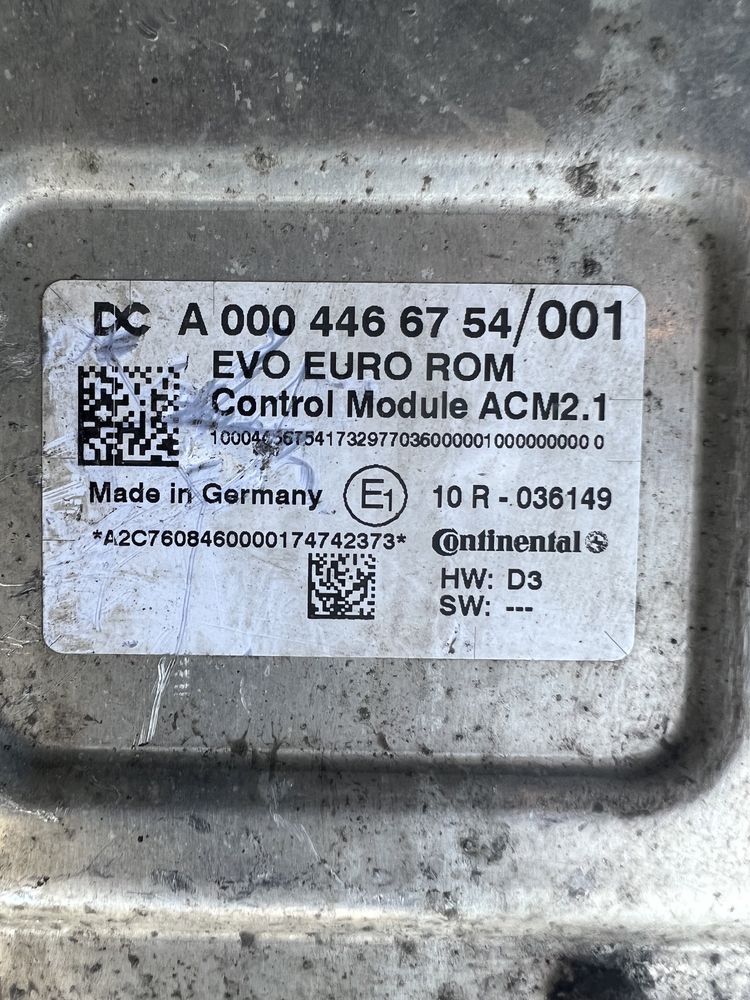 DC A 000 446 67 54/001
EVO EURO ROM
Control Module ACM2.1
Made in Germany E1 10 R - 036149
*A2C7608460000174742373* Continental
HW: D3
SW: ---